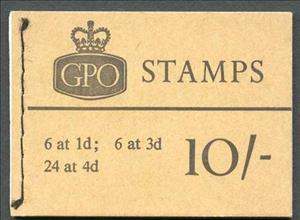 GPO STAMPS
6 at 1d; 6 at 3d
24 at 4d
10/-